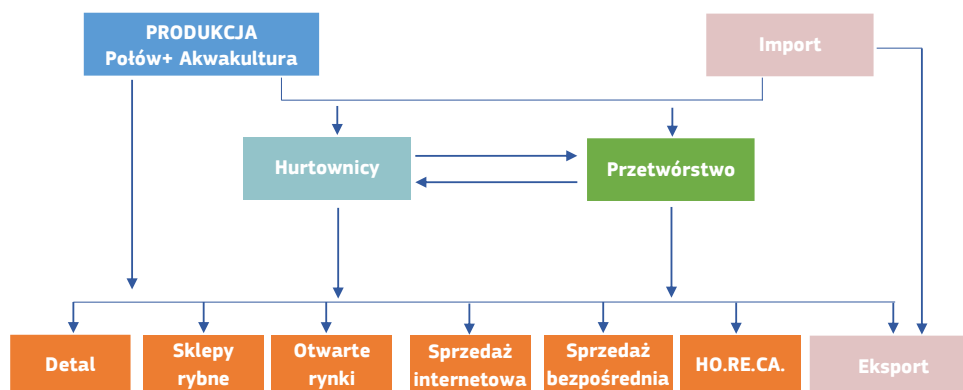 PRODUKCJA
Połów+ Akwakultura
Import
Hurtownicy
Przetwórstwo
Detal
Sklepy
rybne
Otwarte
rynki
Sprzedaż
internetowa
Sprzedaż
bezpośrednia
HO.RE.CA.
Eksport